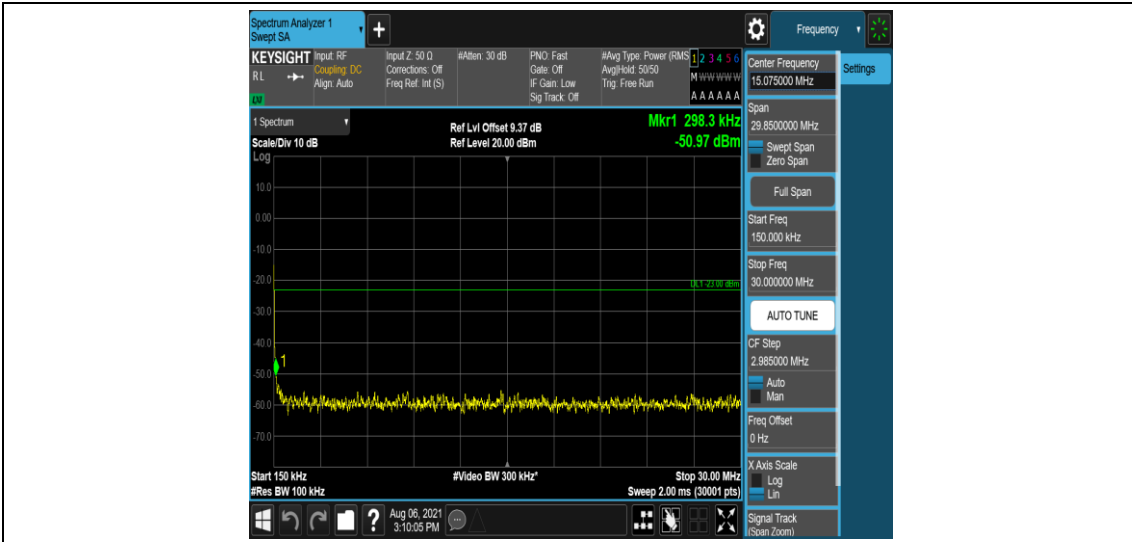 Spectrum Analyzer 1
Swept SA
+
Frequency
KEYSIGHT
RL
Input: RF
Coupling: DC
Align: Auto
Input Z: 50 Ω
Corrections: Off
Freq Ref: Int (S)
#Atten: 30 dB
PNO: Fast
Gate: Off
IF Gain: Low
Sig Track: Off
#Avg Type: Power (RMS
Avg|Hold: 50/50
Trig: Free Run
1 2 3 4 5 6
M W W W W W
A A A A A A
LXI
1 Spectrum
Scale/Div 10 dB
Log
Ref Lvl Offset 9.37 dB
Ref Level 20.00 dBm
Mkr1 298.3 kHz
-50.97 dBm
10.0
0.00
-10.0
-20.0
DL1 -23.00 dBm
-30.0
-40.0
1
-50.0
-60.0
-70.0
Start 150 kHz
#Res BW 100 kHz
#Video BW 300 kHz*
Stop 30.00 MHz
Sweep 2.00 ms (30001 pts)
?
Aug 06, 2021
3:10:05 PM
Center Frequency
15.075000 MHz
Settings
Span
29.8500000 MHz
Swept Span
Zero Span
Full Span
Start Freq
150.000 kHz
Stop Freq
30.000000 MHz
AUTO TUNE
CF Step
2.985000 MHz
Auto
Man
Freq Offset
0 Hz
X Axis Scale
Log
Lin
Signal Track
(Span Zoom)